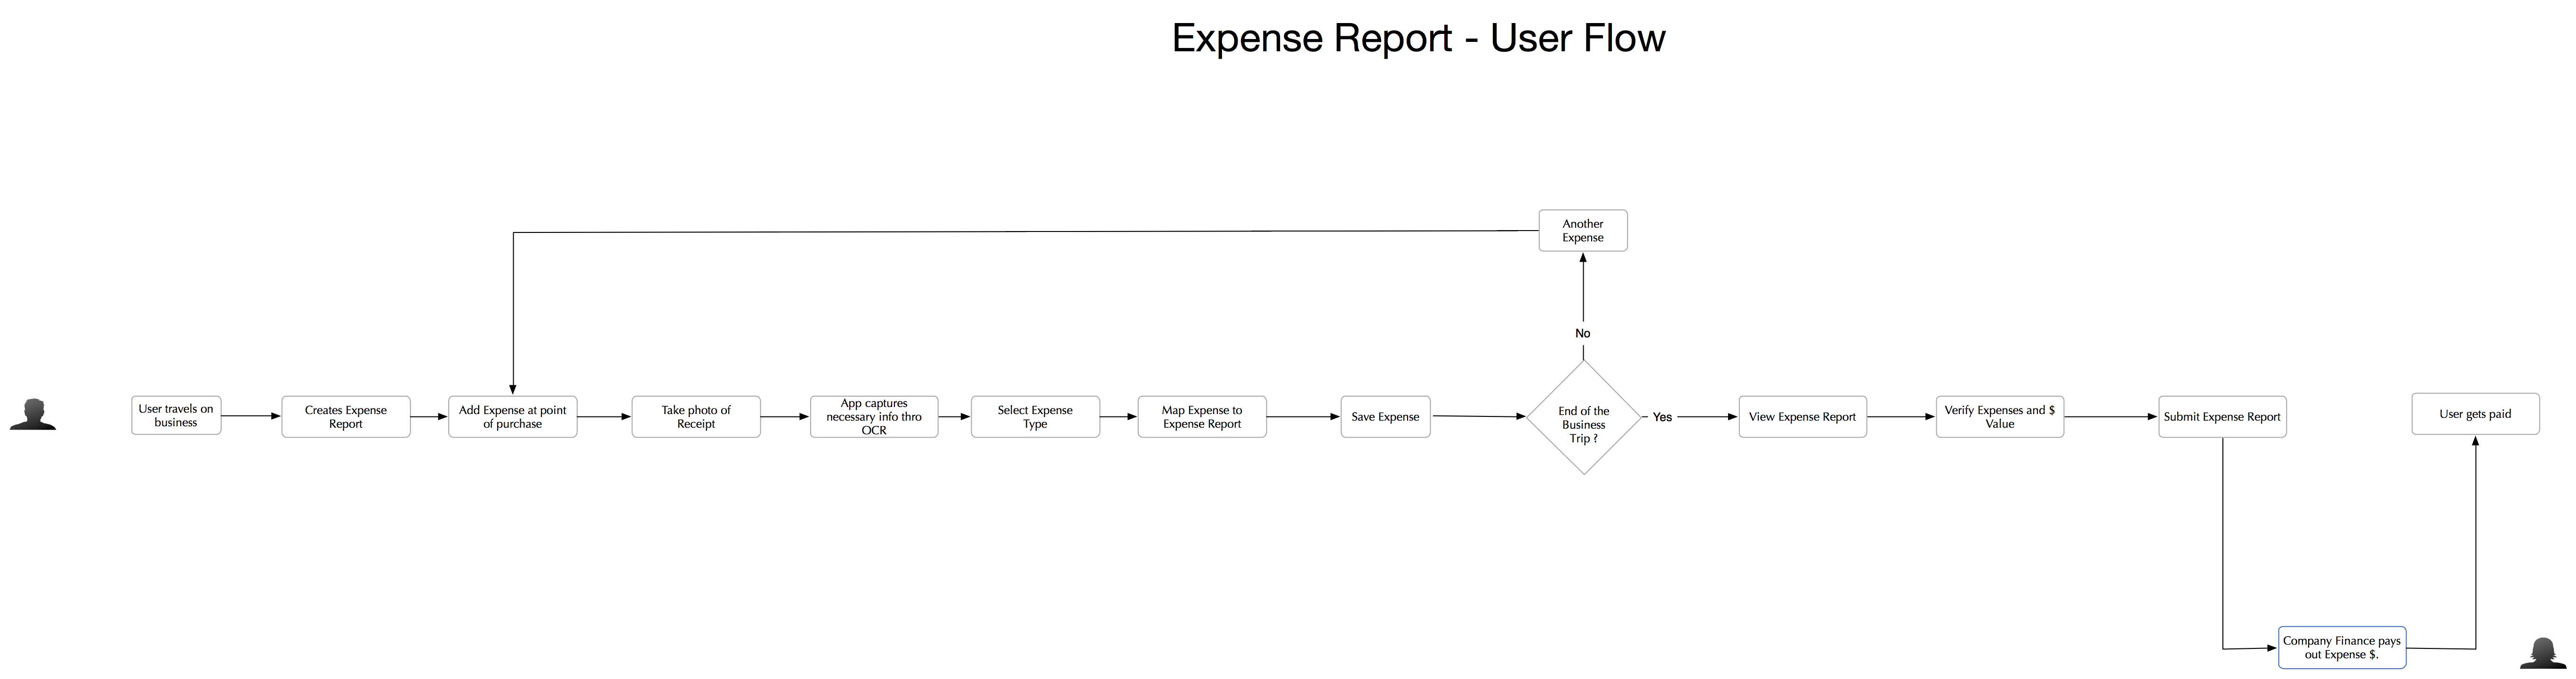 Expense Report - User Flow
Another
Expense
No
User travels on
business
Creates Expense
Report
Add Expense at point
of purchase
Take photo of
Receipt
App captures
necessary info thro
OCR
Select Expense
Type
Map Expense to
Expense Report
Save Expense
End of the
Business
Trip ?
Yes
View Expense Report
Verify Expenses and $
Value
Submit Expense Report
User gets paid
Company Finance pays
out Expense $.